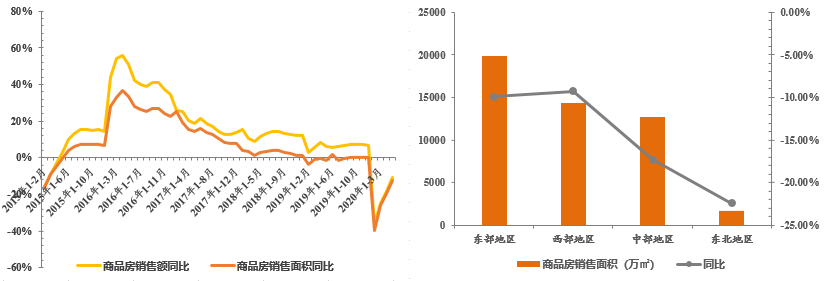 80%
60%
40%
20%
0%
-20%
-40%
-60%
2015年1-2月
2015年1-6月
2015年1-10月
2016年1-3月
2016年1-7月
2016年1-11月
2017年1-4月
2017年1-8月
2017年1-12月
2018年1-5月
2018年1-9月
2019年1-2月
2019年1-6月
2019年1-10月
2020年1-3月
商品房销售额同比
商品房销售面积同比
25000
20000
15000
10000
5000
0
0.00%
-5.00%
-10.00%
-15.00%
-20.00%
-25.00%
东部地区
西部地区
中部地区
东北地区
商品房销售面积（万㎡）
同比